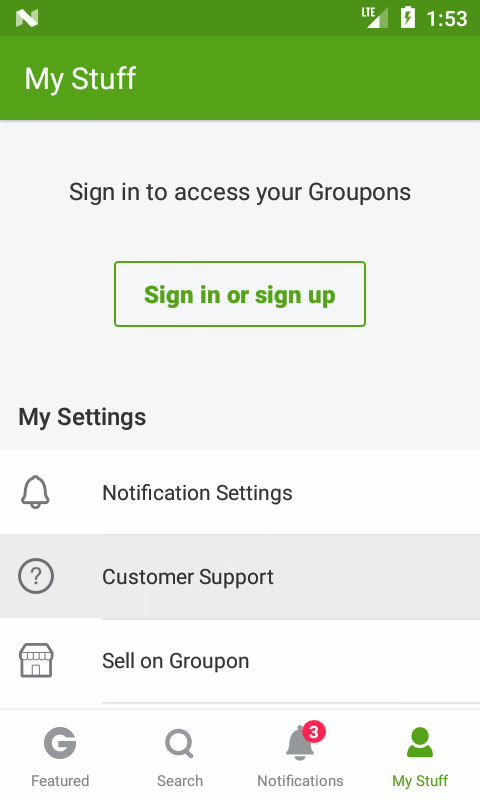 LTE 1:53
My Stuff
Sign in to access your Groupons
Sign in or sign up
My Settings
Notification Settings
? Customer Support
Sell on Groupon
3
Featured Search Notifications My Stuff